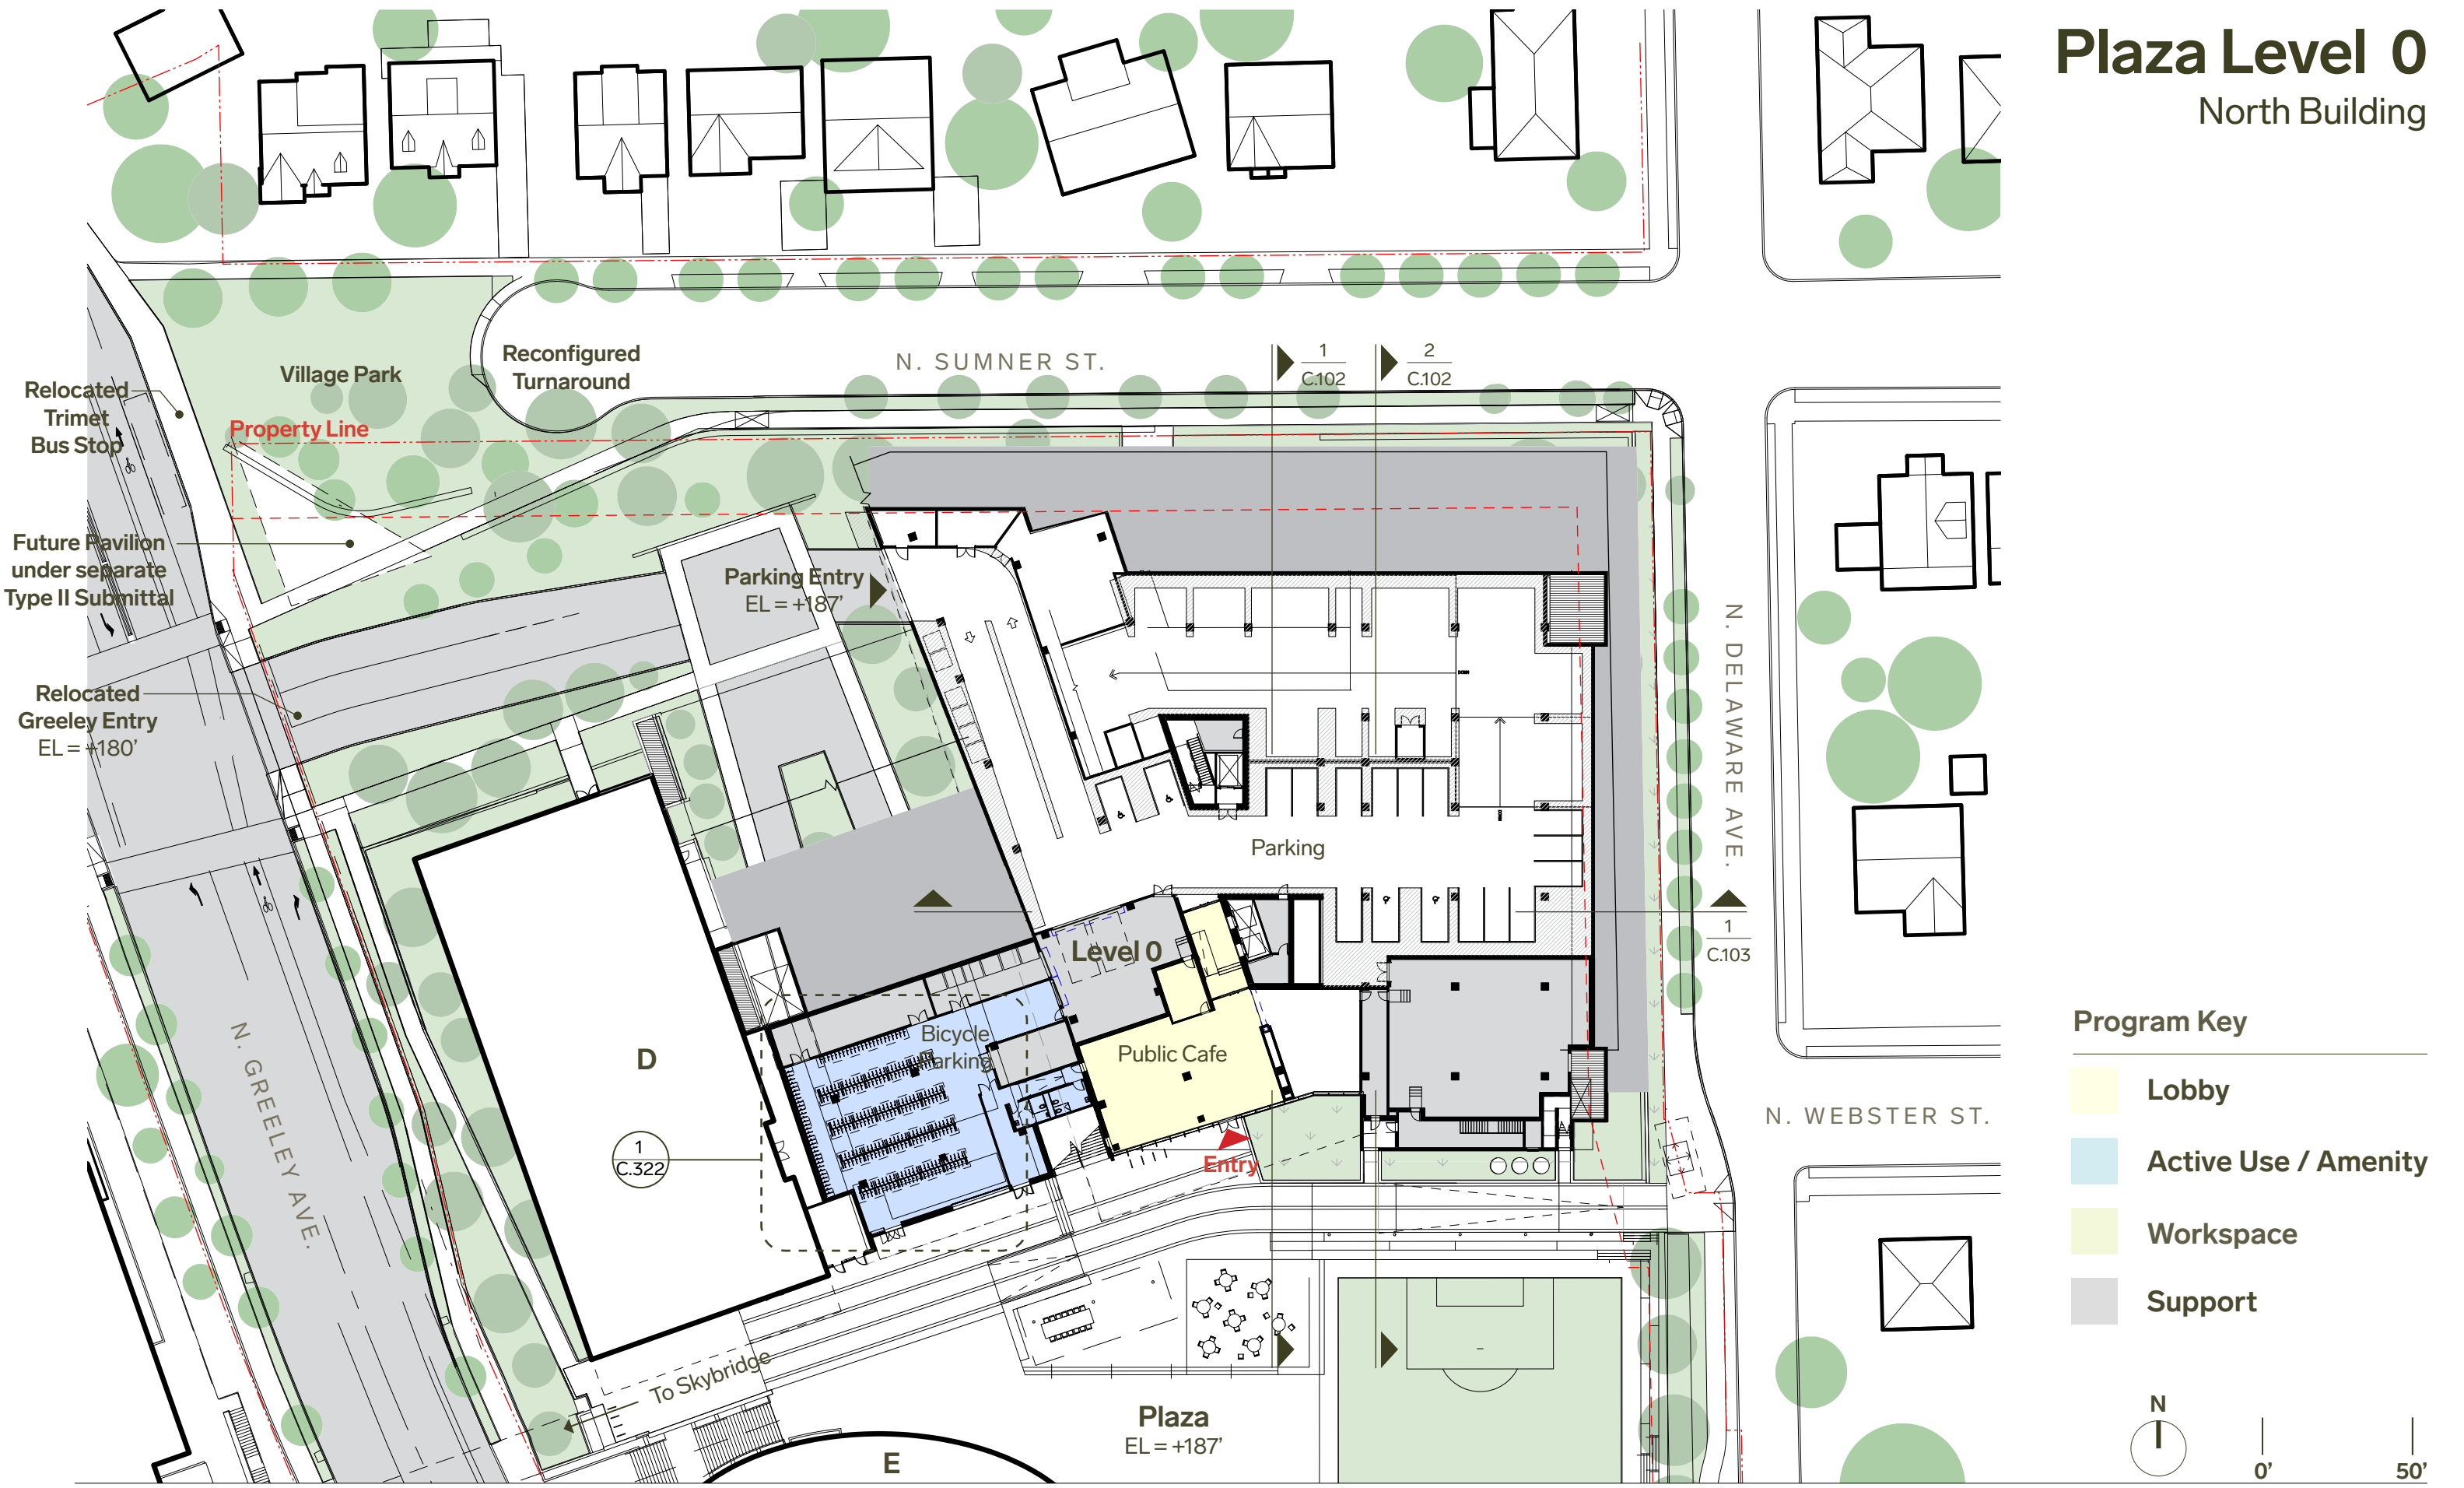 Plaza Level 0
North Building
Reconfigured
Turnaround
N. SUMNER ST.
1
C.102
2
C.102
Village Park
Relocated
Trimet
Bus Stop
Property Line
Future Pavilion
under separate
Type II Submittal
Parking Entry
EL = +187'
Relocated
Greeley Entry
EL = +180'
N. DELAWARE AVE.
Parking
1
C.103
Level 0
Bicycle
Parking
Public Cafe
D
N. GREELEY AVE.
1
C.322
Entry
N. WEBSTER ST.
Program Key
Lobby
Active Use / Amenity
Workspace
Support
To Skybridge
Plaza
EL = +187'
E
N
0'
50'